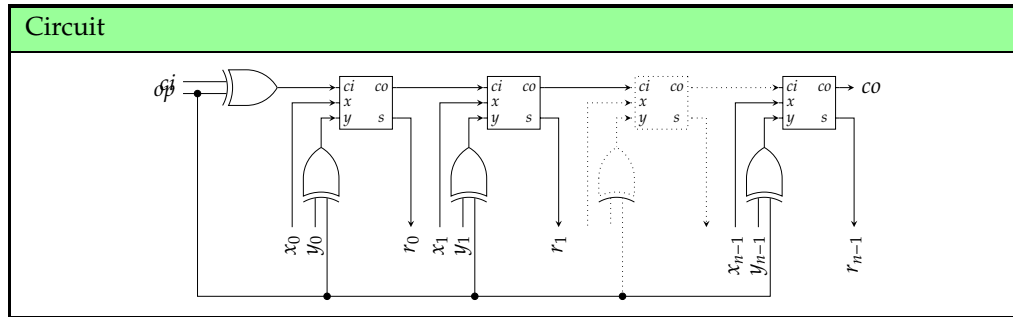 Circuit
ci
op
ci co
x
y s
ci co
x
y s
ci co
x
y s
ci co
x
y s
co
x0
y0
r0
x1
y1
r1
xn−1
yn−1
rn−1